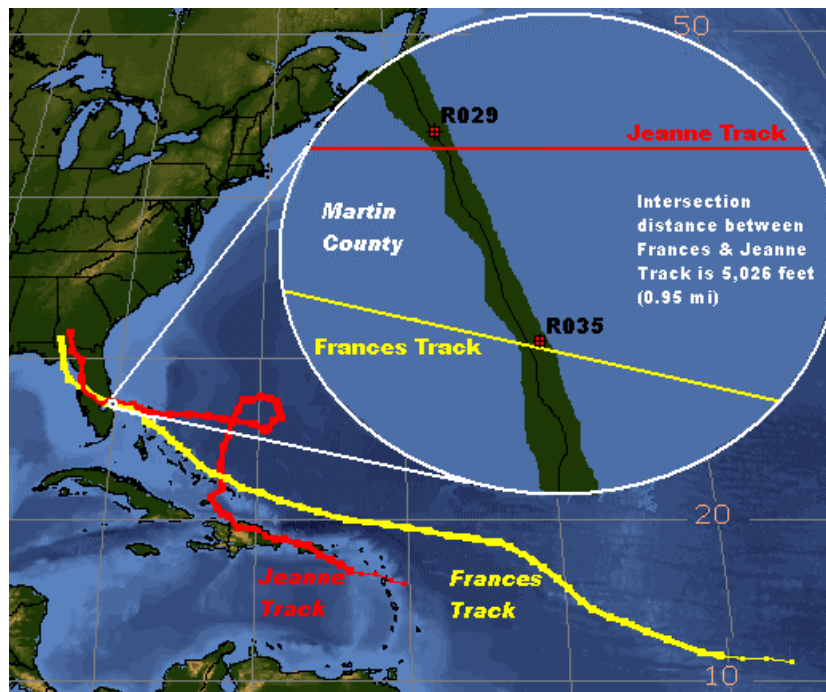 50
R029
Jeanne Track
Martin
County
Intersection
distance between
Frances & Jeanne
Track is 5,026 feet
(0.95 mi)
R035
Frances Track
20
Jeanne
Track
Frances
Track
10